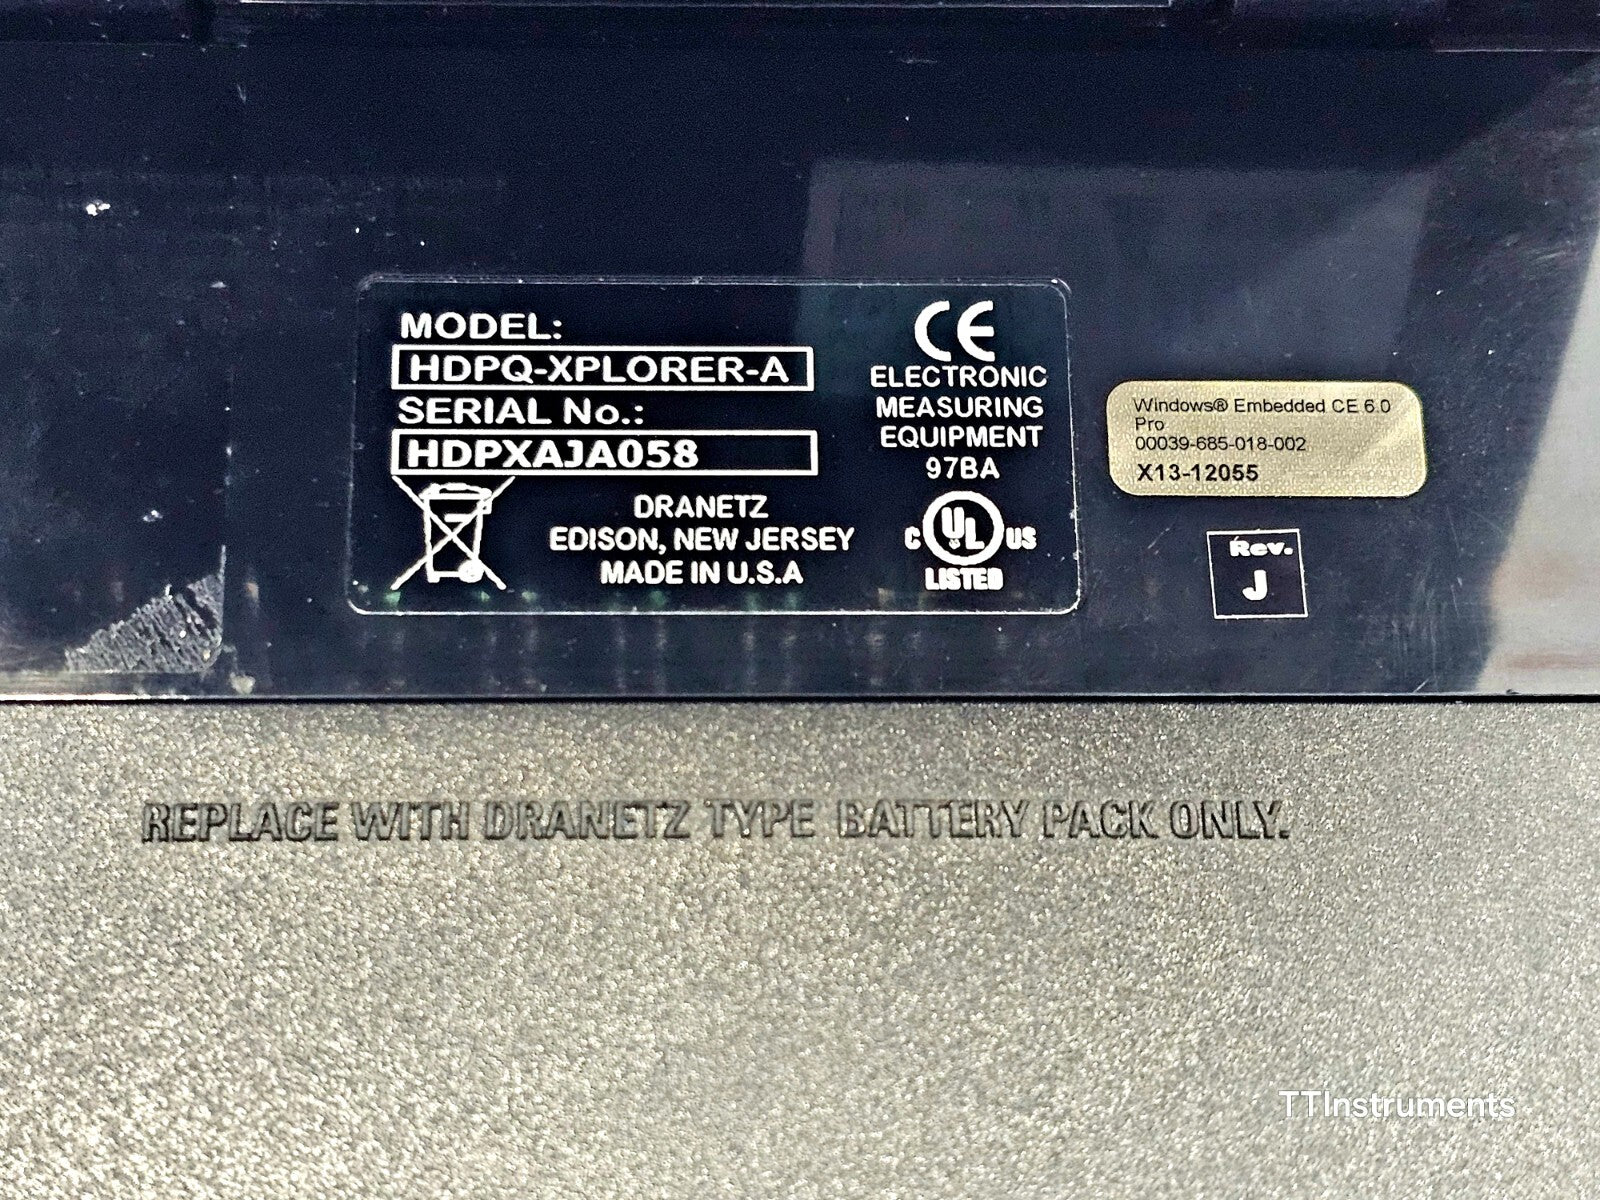 MODEL:
HDPQ-XPLORER-A
SERIAL No.:
HDPXAJA058
DRANETZ
EDISON, NEW JERSEY
MADE IN U.S.A
CE
ELECTRONIC
MEASURING
EQUIPMENT
97BA
C UL US
LISTED
Windows® Embedded CE 6.0
Pro
00039-685-018-002
X13-12055
Rev.
J
REPLACE WITH DRANETZ TYPE BATTERY PACK ONLY.
TTInstruments